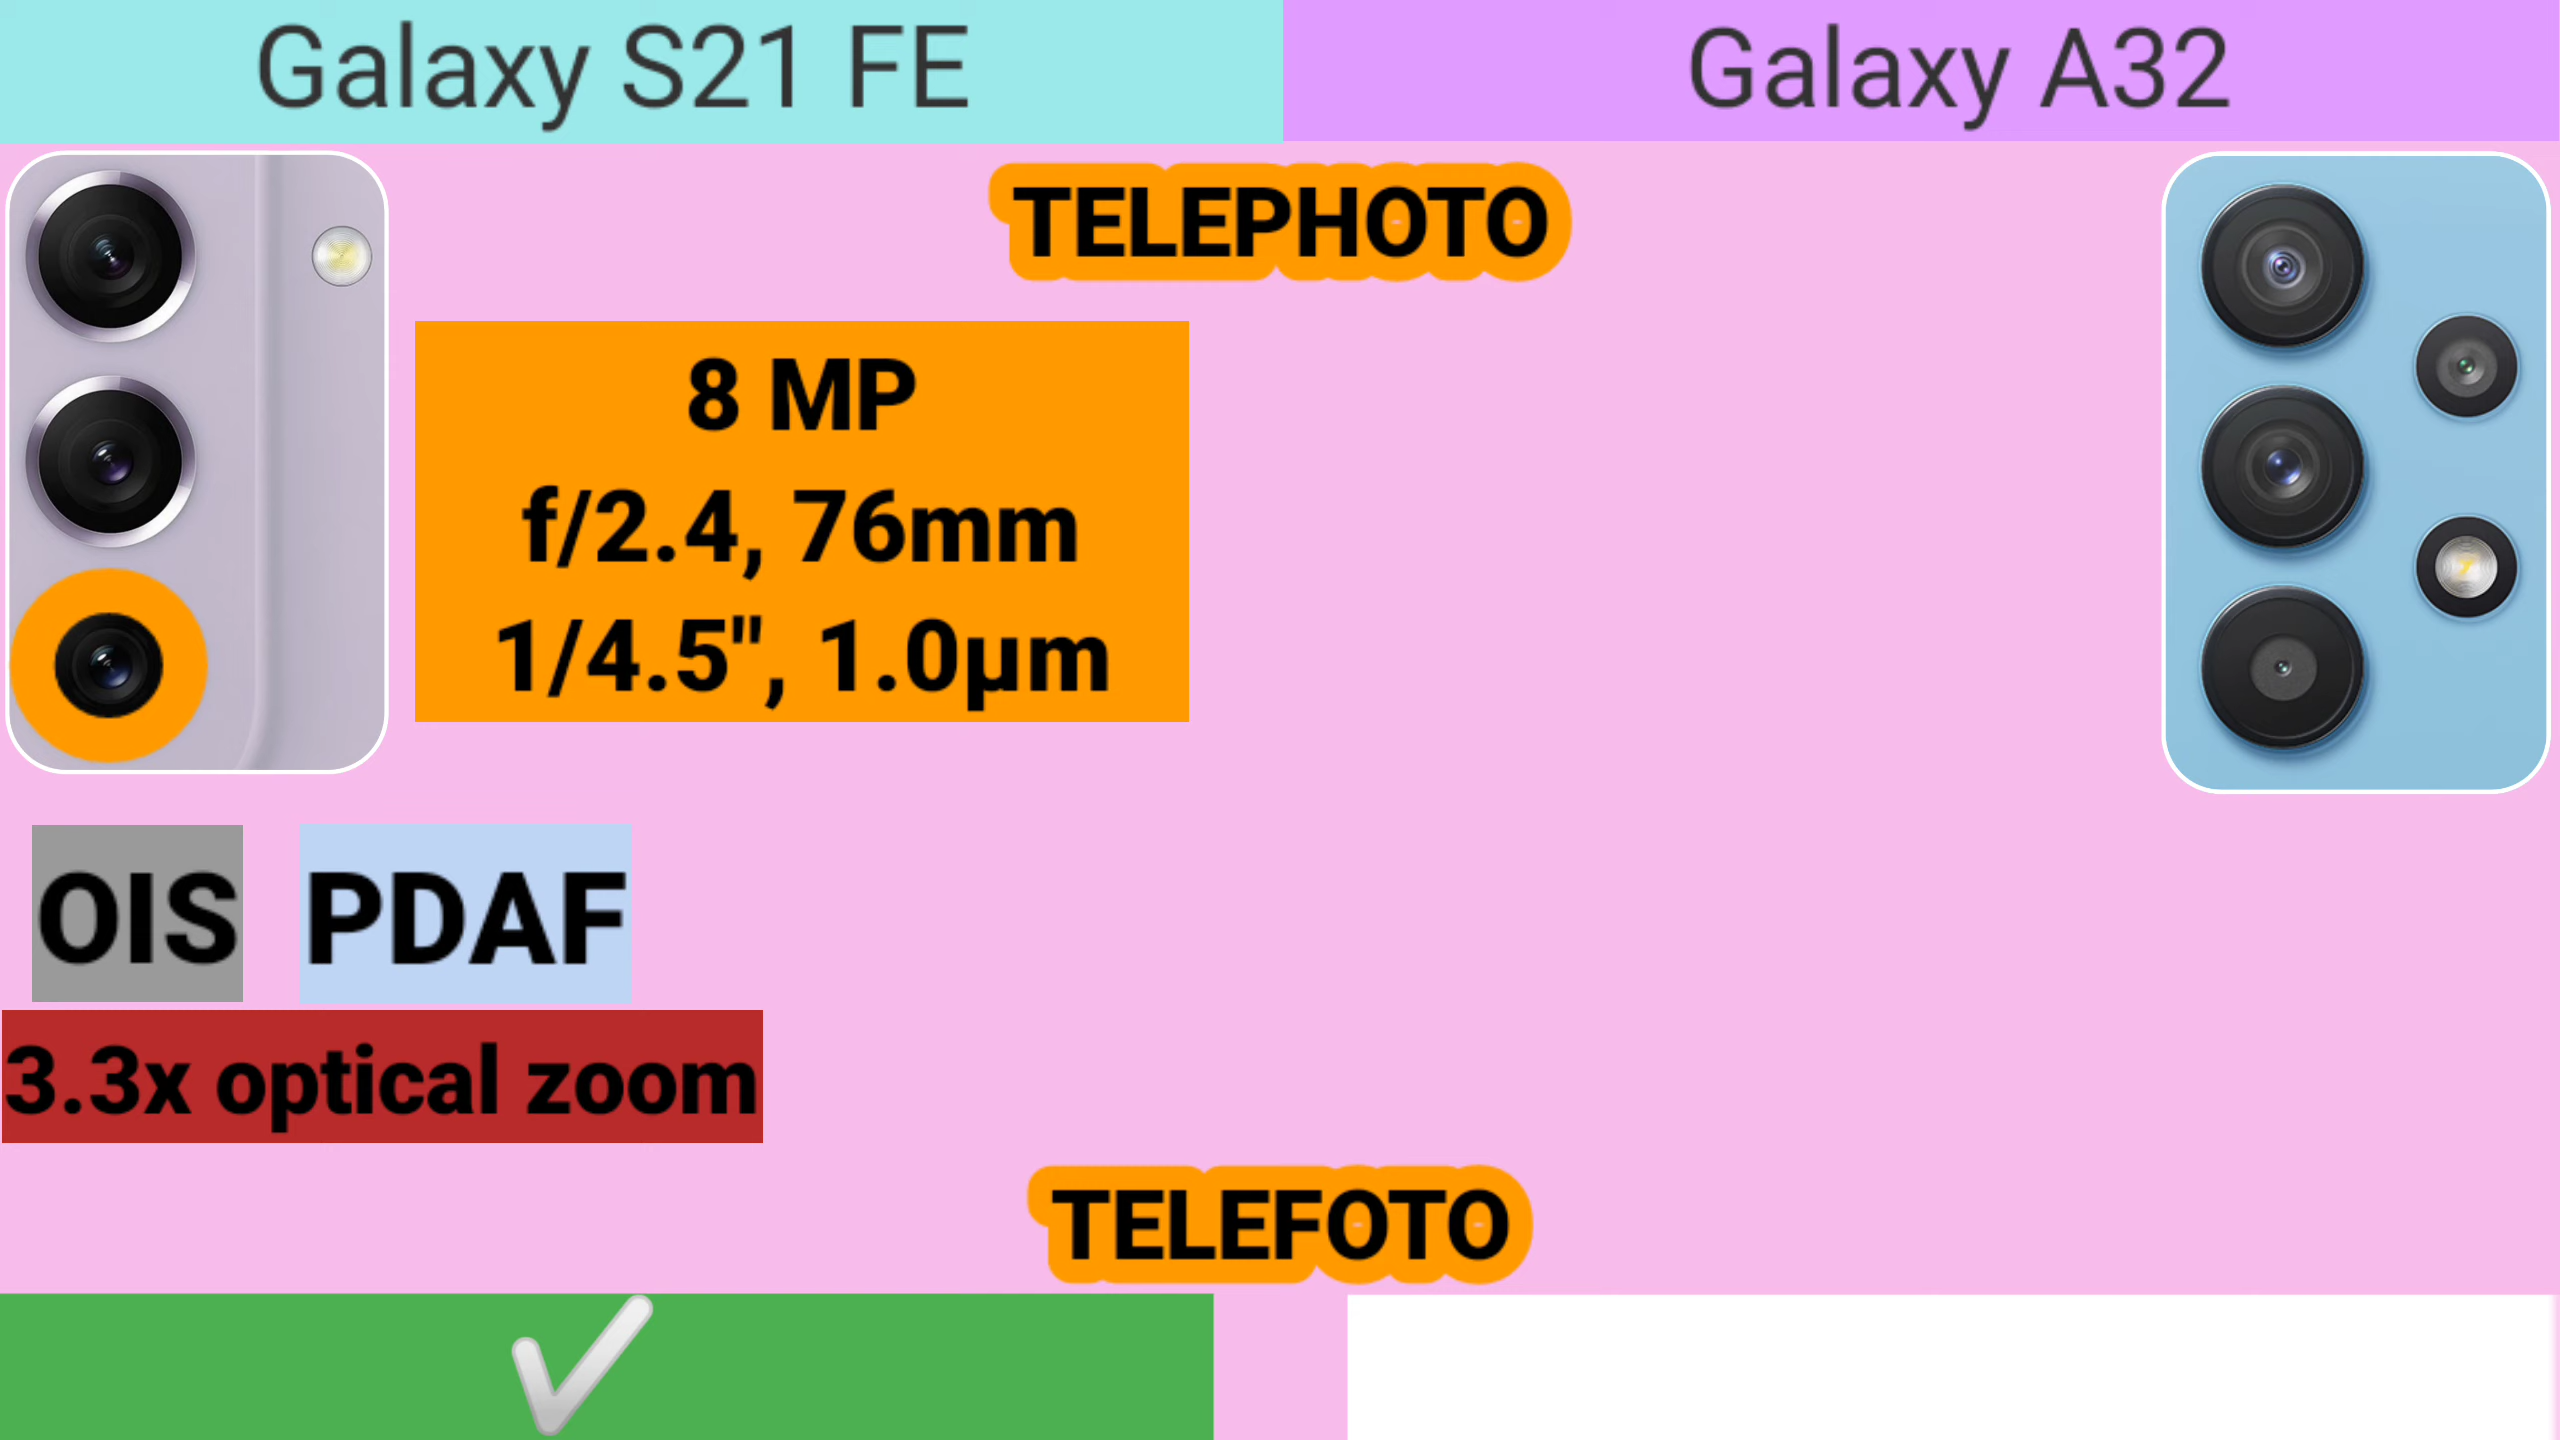 Galaxy S21 FE
Galaxy A32
TELEPHOTO
8 MP
f/2.4, 76mm
1/4.5", 1.0µm
OIS PDAF
3.3x optical zoom
TELEFOTO